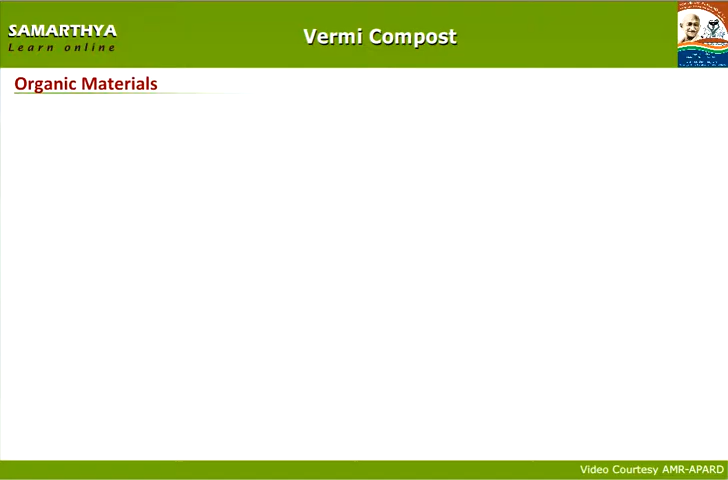 SAMARTHYA
Learn online
Vermi Compost
Organic Materials
Video Courtesy AMR-APARD